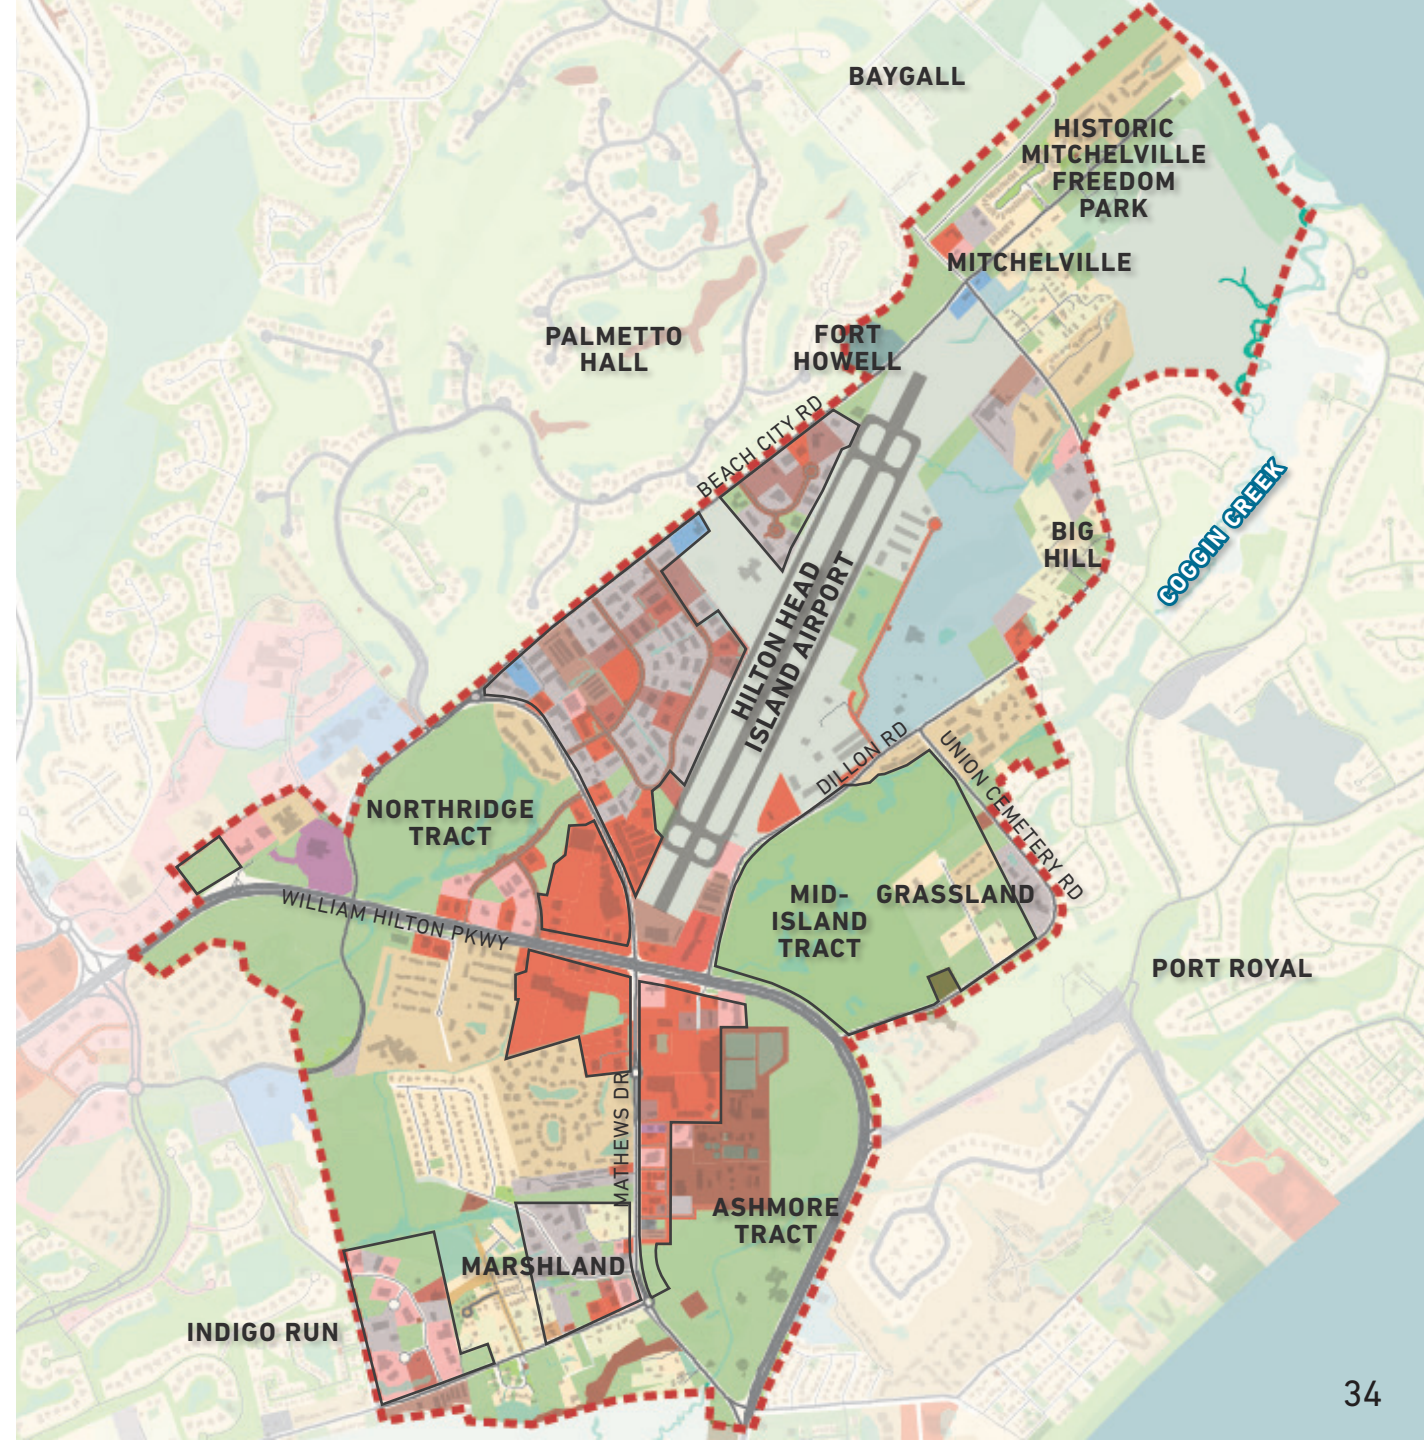 BAYGALL
HISTORIC
MITCHELVILLE
FREEDOM
PARK
MITCHELVILLE
PALMETTO
HALL
FORT
HOWELL
BEACH CITY RD
COGGIN CREEK
BIG
HILL
HILTON HEAD
ISLAND AIRPORT
DILLON RD
UNION CEMETERY RD
NORTHRIDGE
TRACT
WILLIAM HILTON PKWY
MID-
ISLAND
TRACT
GRASSLAND
PORT ROYAL
MATHEWS DR
ASHMORE
TRACT
MARSHLAND
INDIGO RUN
34